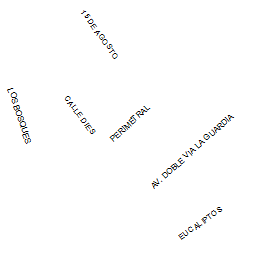 15 DE AGOSTO
LOS BOSQUES
CALLE DIES
PERIMETRAL
AV. DOBLE VIA LA GUARDIA
EUCALIPTOS